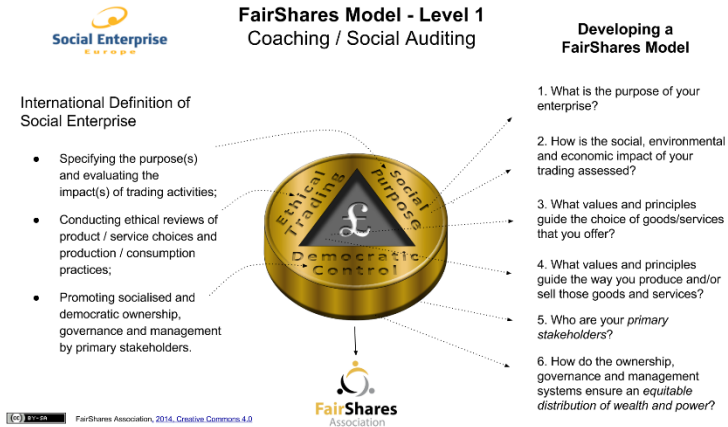 Social Enterprise
Europe
FairShares Model - Level 1
Coaching / Social Auditing
Developing a
FairShares Model
International Definition of
Social Enterprise
● Specifying the purpose(s)
and evaluating the
impact(s) of trading activities;
● Conducting ethical reviews of
product / service choices and
production / consumption
practices;
● Promoting socialised and
democratic ownership,
governance and management
by primary stakeholders.
Ethical
Trading
Social
Purpose
£
Democratic
Control
1. What is the purpose of your
enterprise?
2. How is the social, environmental
and economic impact of your
trading assessed?
3. What values and principles
guide the choice of goods/services
that you offer?
4. What values and principles
guide the way you produce and/or
sell those goods and services?
5. Who are your primary
stakeholders?
6. How do the ownership,
governance and management
systems ensure an equitable
distribution of wealth and power?
FairShares
Association
(cc) BY-SA
FairShares Association, 2014, Creative Commons 4.0